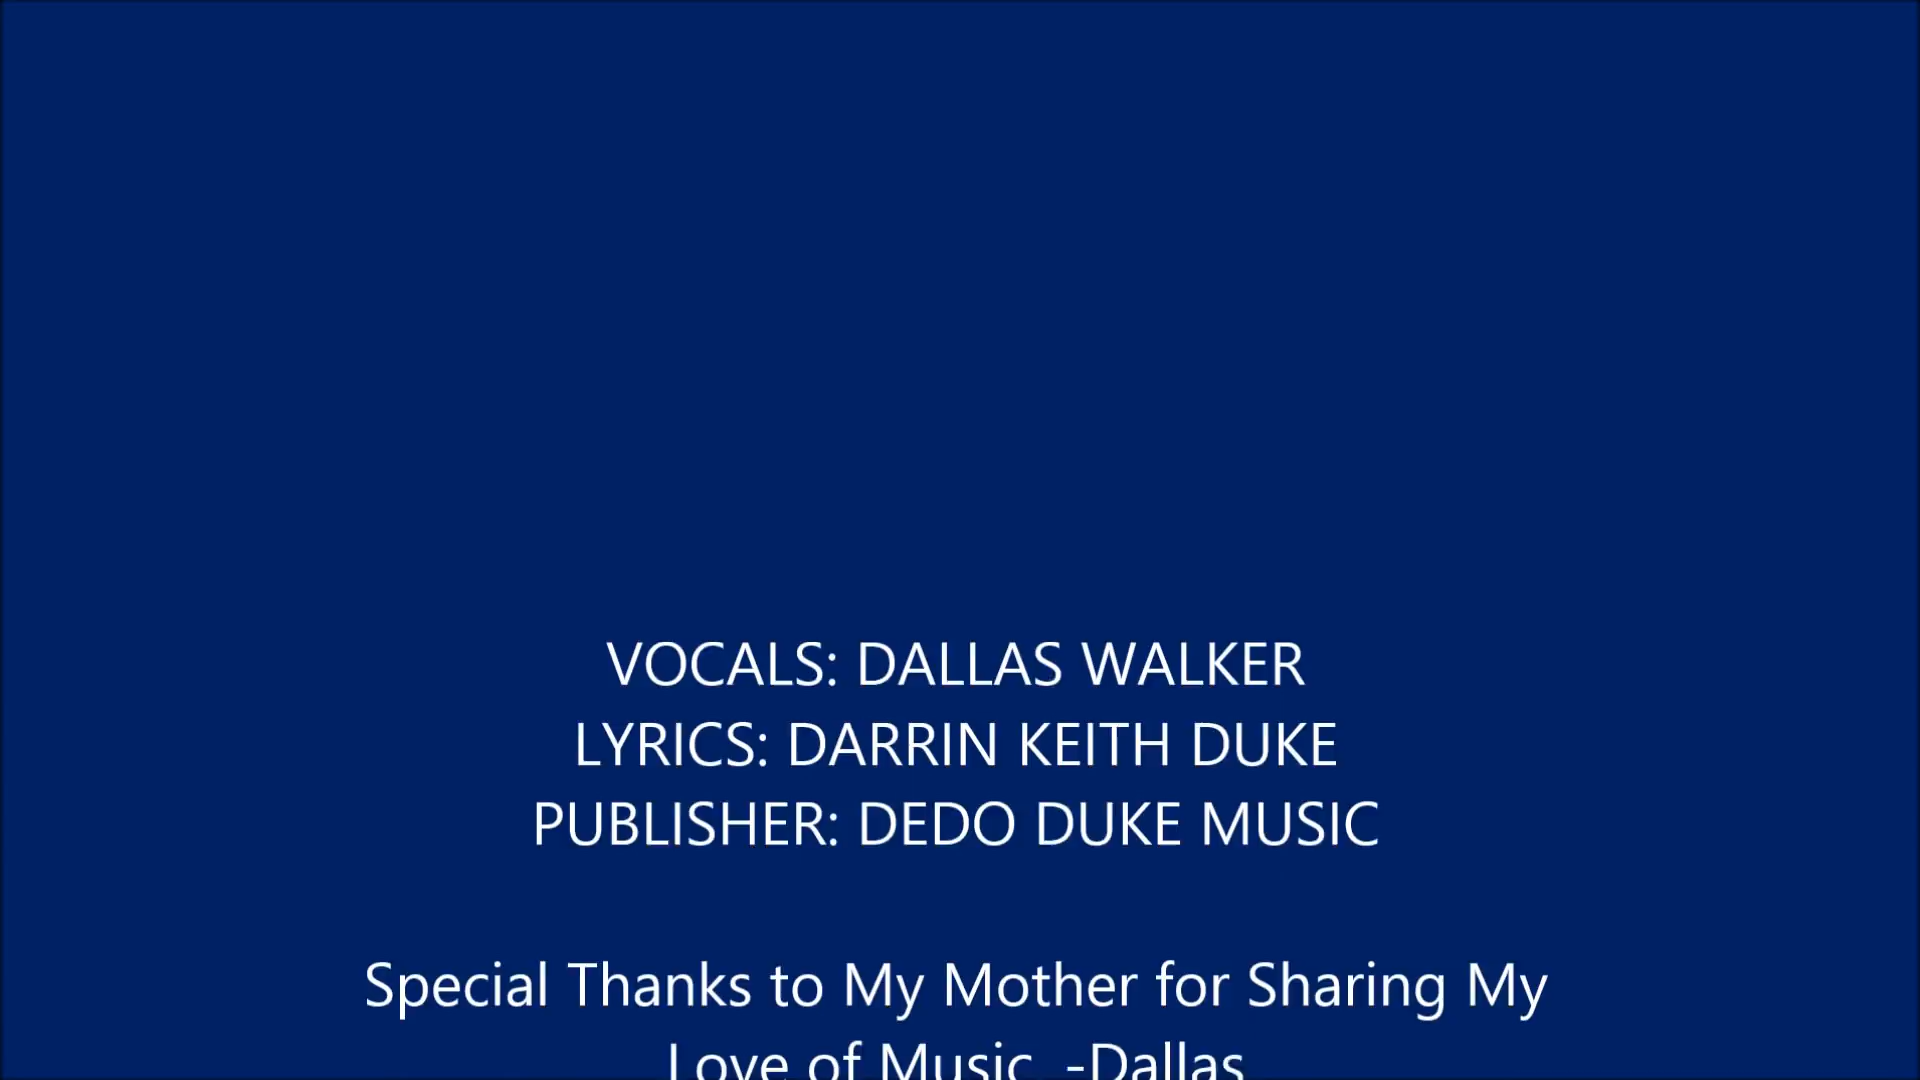 VOCALS: DALLAS WALKER
LYRICS: DARRIN KEITH DUKE
PUBLISHER: DEDO DUKE MUSIC
Special Thanks to My Mother for Sharing My
Love of Music -Dallas